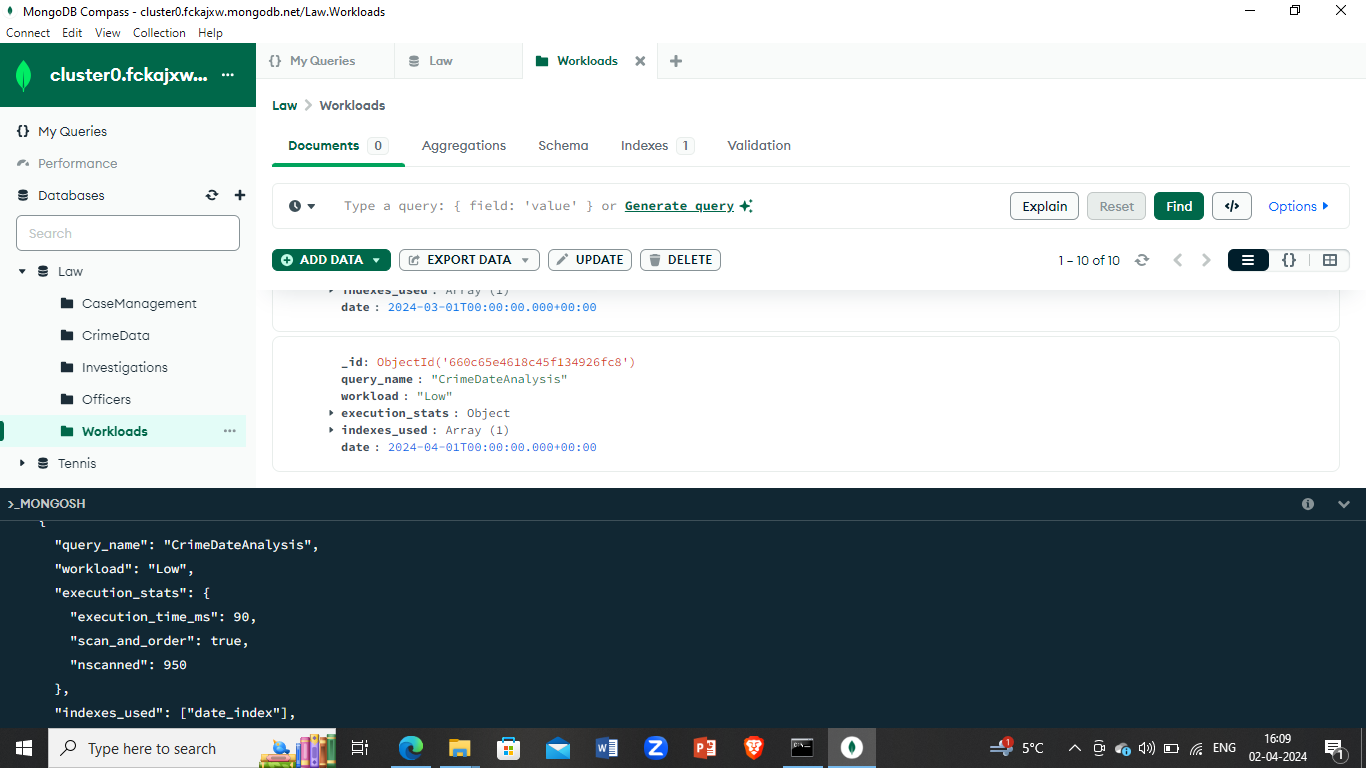 MongoDB Compass - cluster0.fckajxw.mongodb.net/Law.Workloads
Connect Edit View Collection Help
cluster0.fckajxw... ...
{} My Queries
Law
Workloads
Law > Workloads
My Queries
Performance
Databases
Search
Law
CaseManagement
CrimeData
Investigations
Officers
Workloads ...
Tennis
Documents 0 Aggregations Schema Indexes 1 Validation
Type a query: { field: 'value' } or Generate query
Explain Reset Find </> Options
ADD DATA EXPORT DATA UPDATE DELETE
1 – 10 of 10
{}
indexes_used : Array (1)
date : 2024-03-01T00:00:00.000+00:00
_id: ObjectId('660c65e4618c45f134926fc8')
query_name : "CrimeDateAnalysis"
workload : "Low"
execution_stats : Object
indexes_used : Array (1)
date : 2024-04-01T00:00:00.000+00:00
>_MONGOSH
{
"query_name": "CrimeDateAnalysis",
"workload": "Low",
"execution_stats": {
"execution_time_ms": 90,
"scan_and_order": true,
"nscanned": 950
},
"indexes_used": ["date_index"],
Type here to search
5°C
ENG
16:09
02-04-2024
1